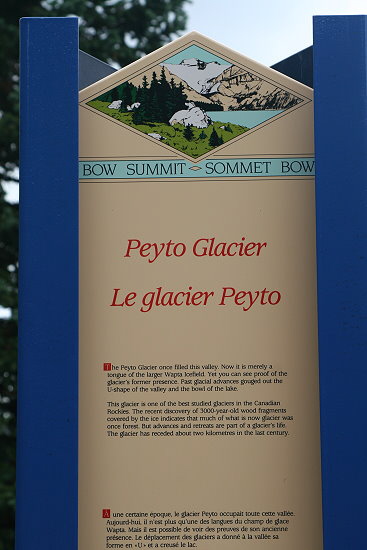 BOW SUMMIT SOMMET BOW
Peyto Glacier
Le glacier Peyto
The Peyto Glacier once filled this valley. Now it is merely a
tongue of the larger Wapta Icefield. Yet you can see proof of the
glacier's former presence. Past glacial advances gouged out the
U-shape of the valley and the bowl of the lake.
This glacier is one of the best studied glaciers in the Canadian
Rockies. The recent discovery of 3000-year-old wood fragments
covered by the ice indicates that much of what is now glacier was
once forest. But advances and retreats are part of a glacier's life.
The glacier has receded about two kilometres in the last century.
A une certaine époque, le glacier Peyto occupait toute cette vallée.
Aujourd-hui, il n'est plus qu'une des langues du champ de glace
Wapta. Mais il est possible de voir des preuves de son ancienne
présence. Le déplacement des glaciers a donné à la vallée sa
forme en «U» et a creusé le lac.